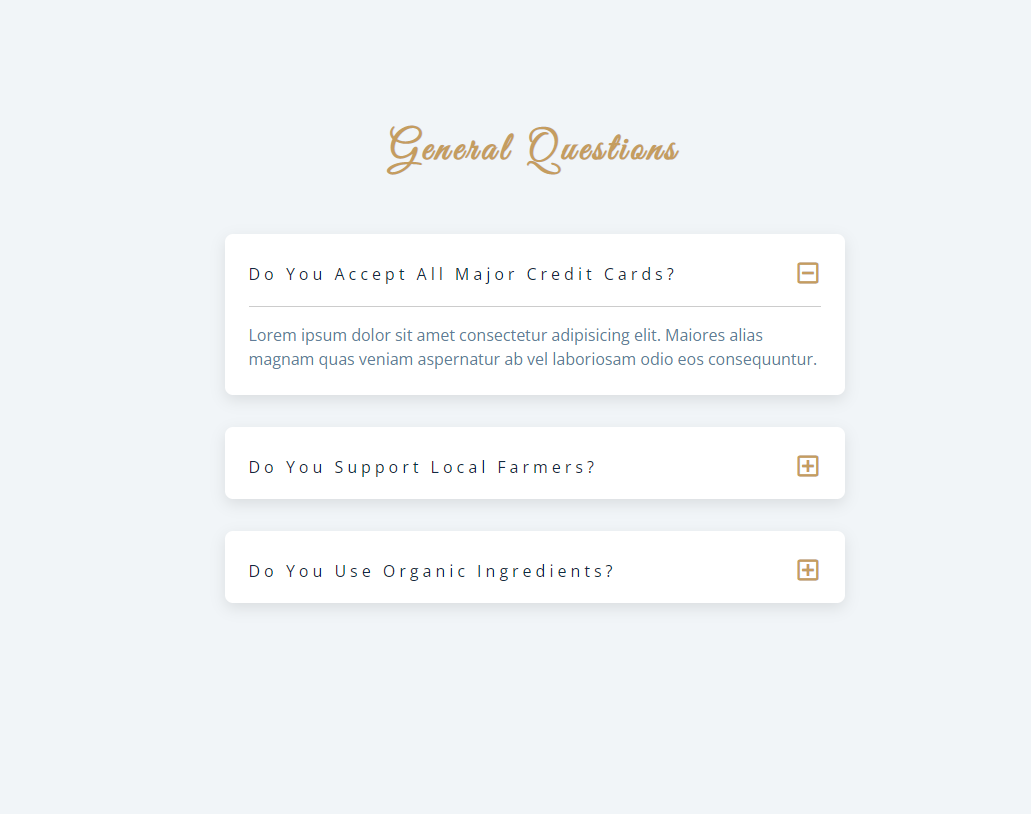 General Questions
Do You Accept All Major Credit Cards?
Lorem ipsum dolor sit amet consectetur adipisicing elit. Maiores alias
magnam quas veniam aspernatur ab vel laboriosam odio eos consequuntur.
Do You Support Local Farmers?
Do You Use Organic Ingredients?